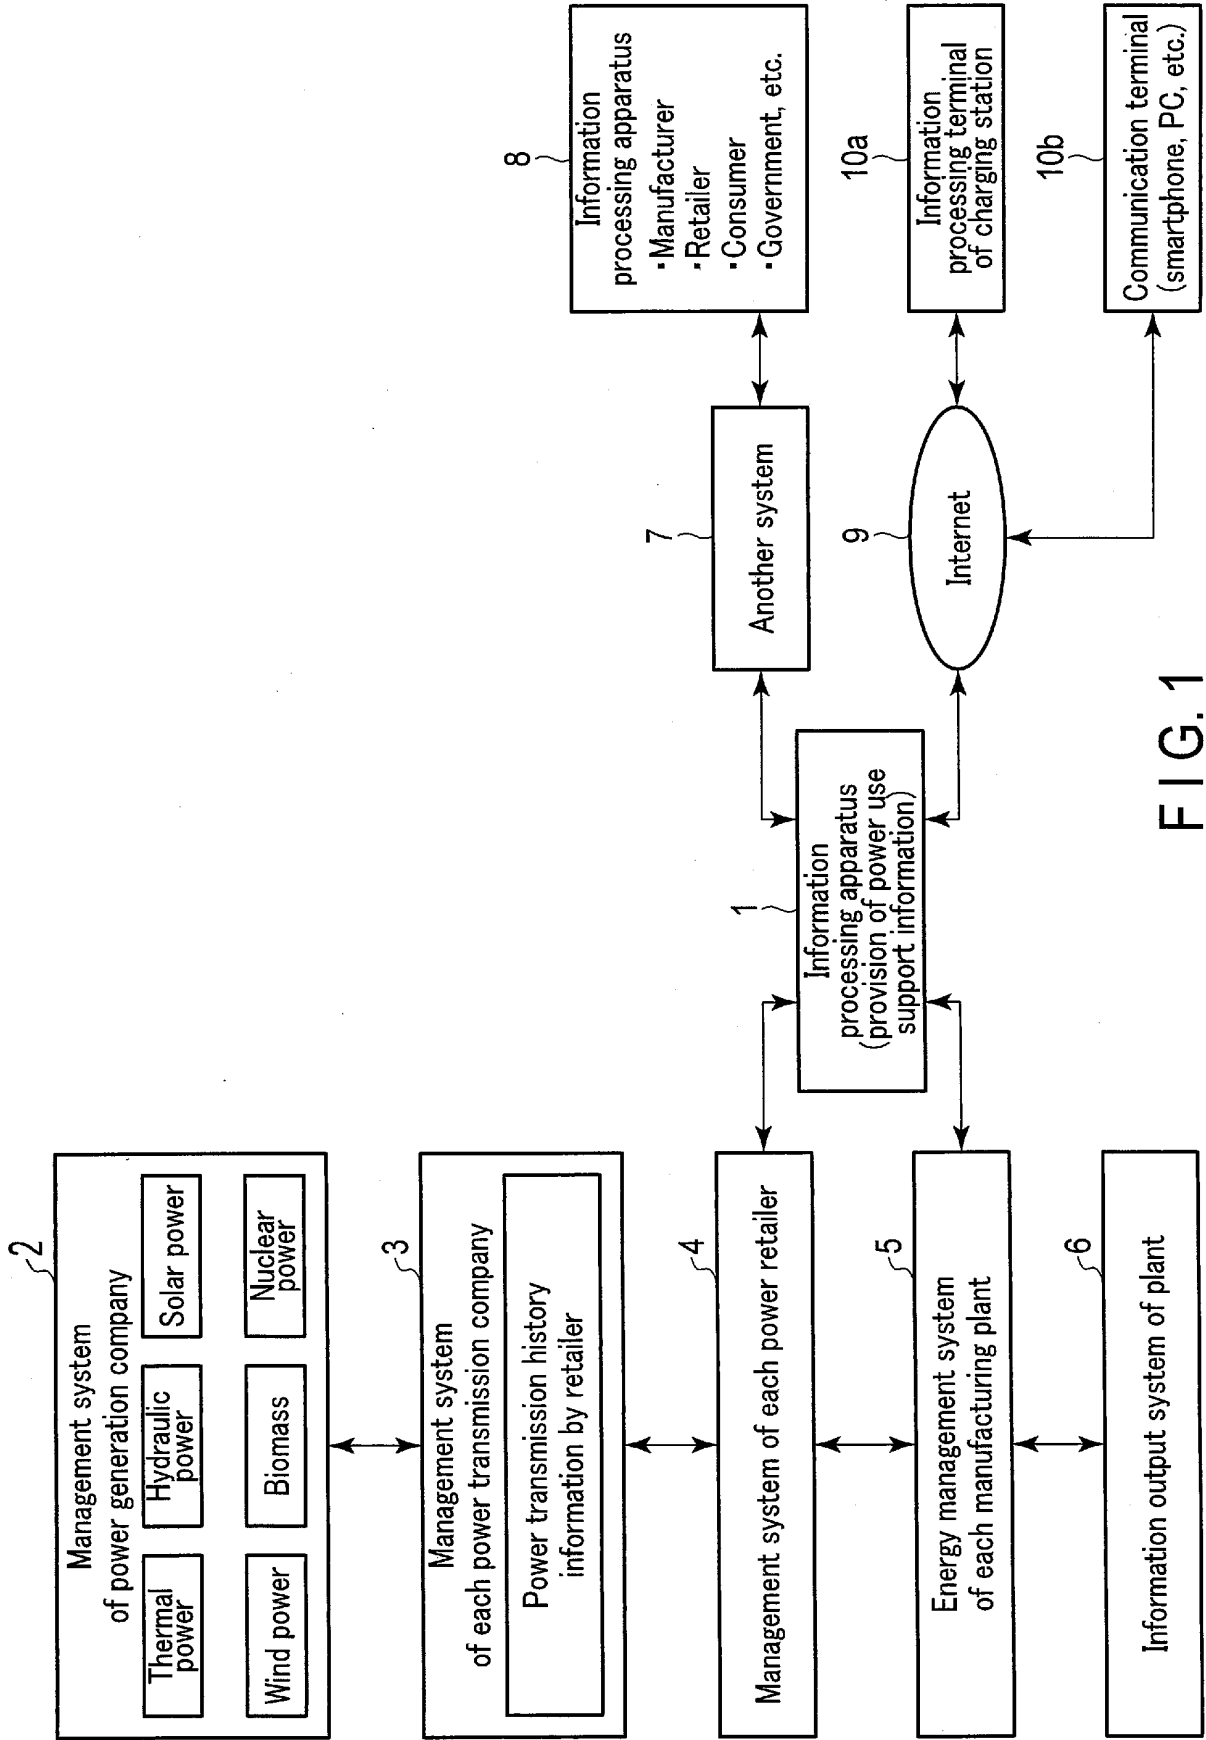 2
Management system
of power generation company
Thermal
power
Hydraulic
power
Solar power
Wind power
Biomass
Nuclear
power
3
Management system
of each power transmission company
Power transmission history
information by retailer
4
Management system of each power retailer
5
Energy management system
of each manufacturing plant
6
Information output system of plant
1
Information
processing apparatus
(provision of power use
support information)
7
Another system
8
Information
processing apparatus
・Manufacturer
・Retailer
・Consumer
・Government, etc.
9
Internet
10a
Information
processing terminal
of charging station
10b
Communication terminal
(smartphone, PC, etc.)
FIG. 1